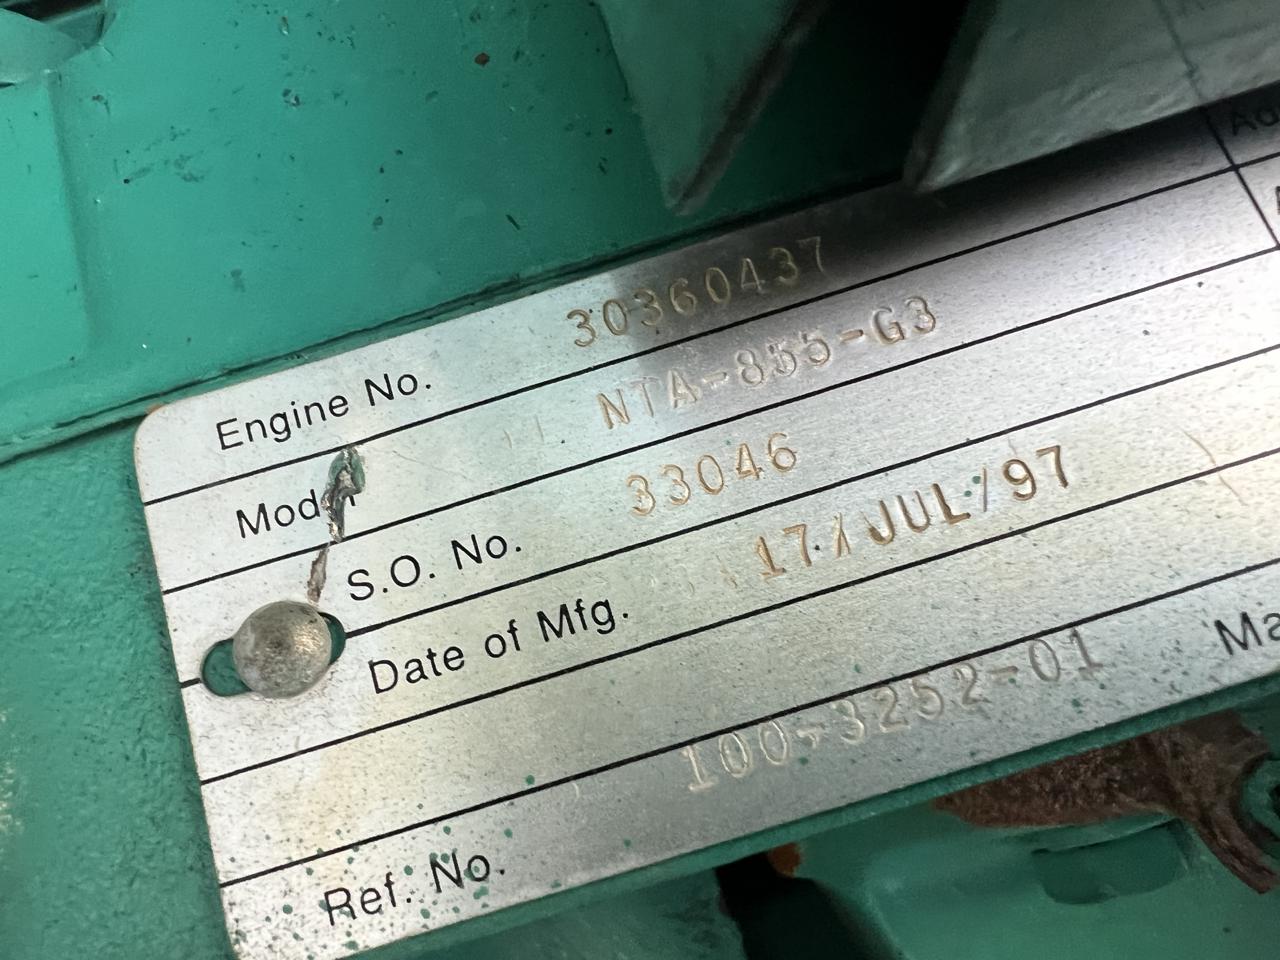 Engine No. 30360437
Model NTA-855-G3
S.O. No. 33046
Date of Mfg. 17/JUL/97
Ref. No. 100-3252-01
Ma